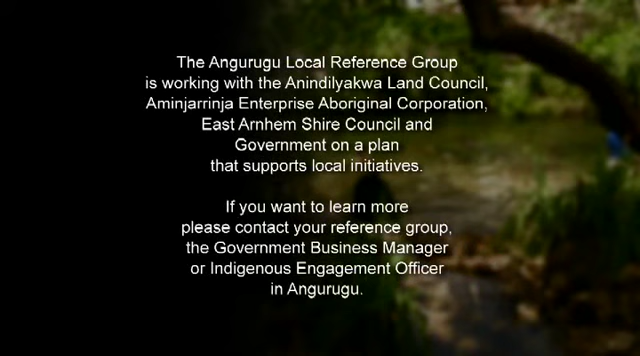 The Angurugu Local Reference Group
is working with the Anindilyakwa Land Council,
Aminjarrinja Enterprise Aboriginal Corporation,
East Arnhem Shire Council and
Government on a plan
that supports local initiatives.
If you want to learn more
please contact your reference group,
the Government Business Manager
or Indigenous Engagement Officer
in Angurugu.